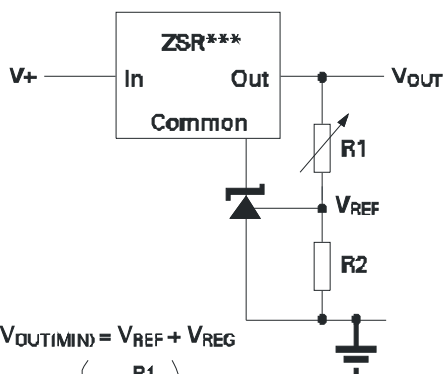 ZSR***
V+
In
Out
VOUT
Common
R1
VREF
R2
VOUT(MIN) = VREF + VREG
( R1 )